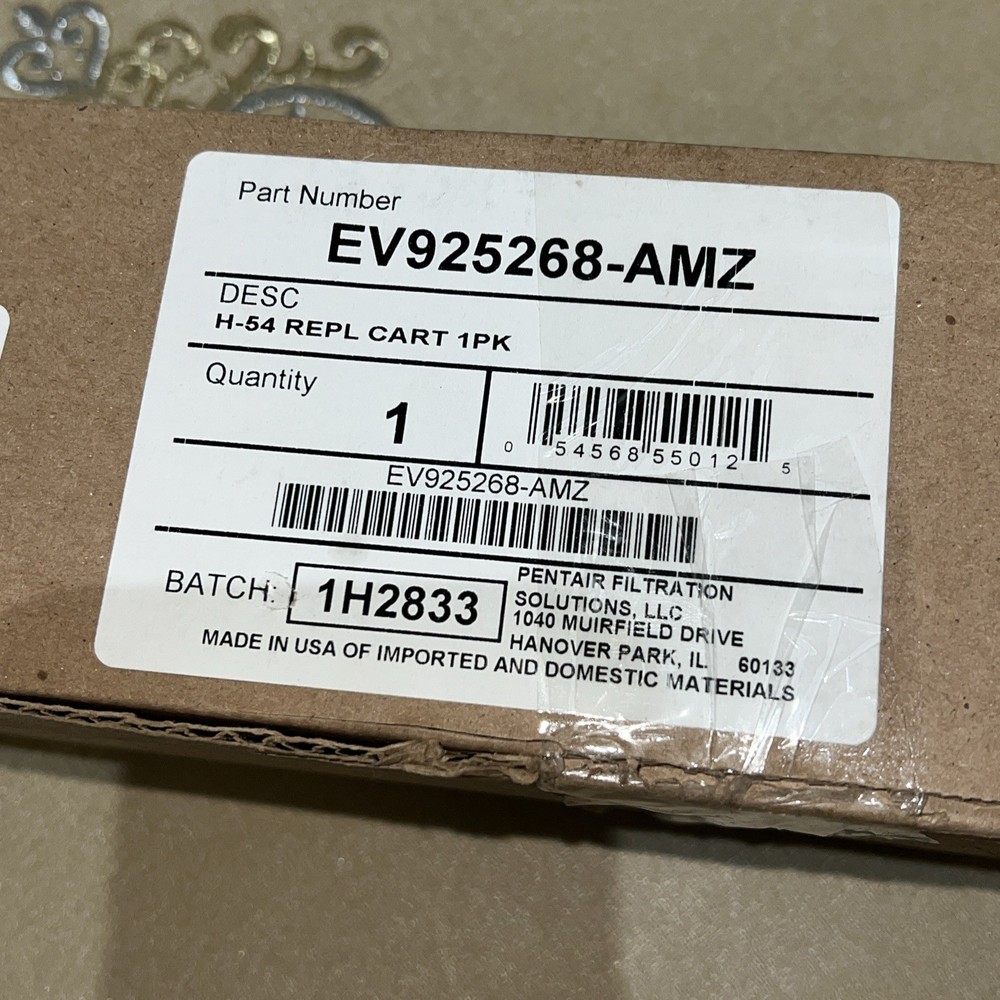 Part Number
EV925268-AMZ
DESC
H-54 REPL CART 1PK
Quantity
1
0 54568 55012 5
EV925268-AMZ
BATCH: 1H2833
PENTAIR FILTRATION
SOLUTIONS, LLC
1040 MUIRFIELD DRIVE
HANOVER PARK, IL 60133
MADE IN USA OF IMPORTED AND DOMESTIC MATERIALS